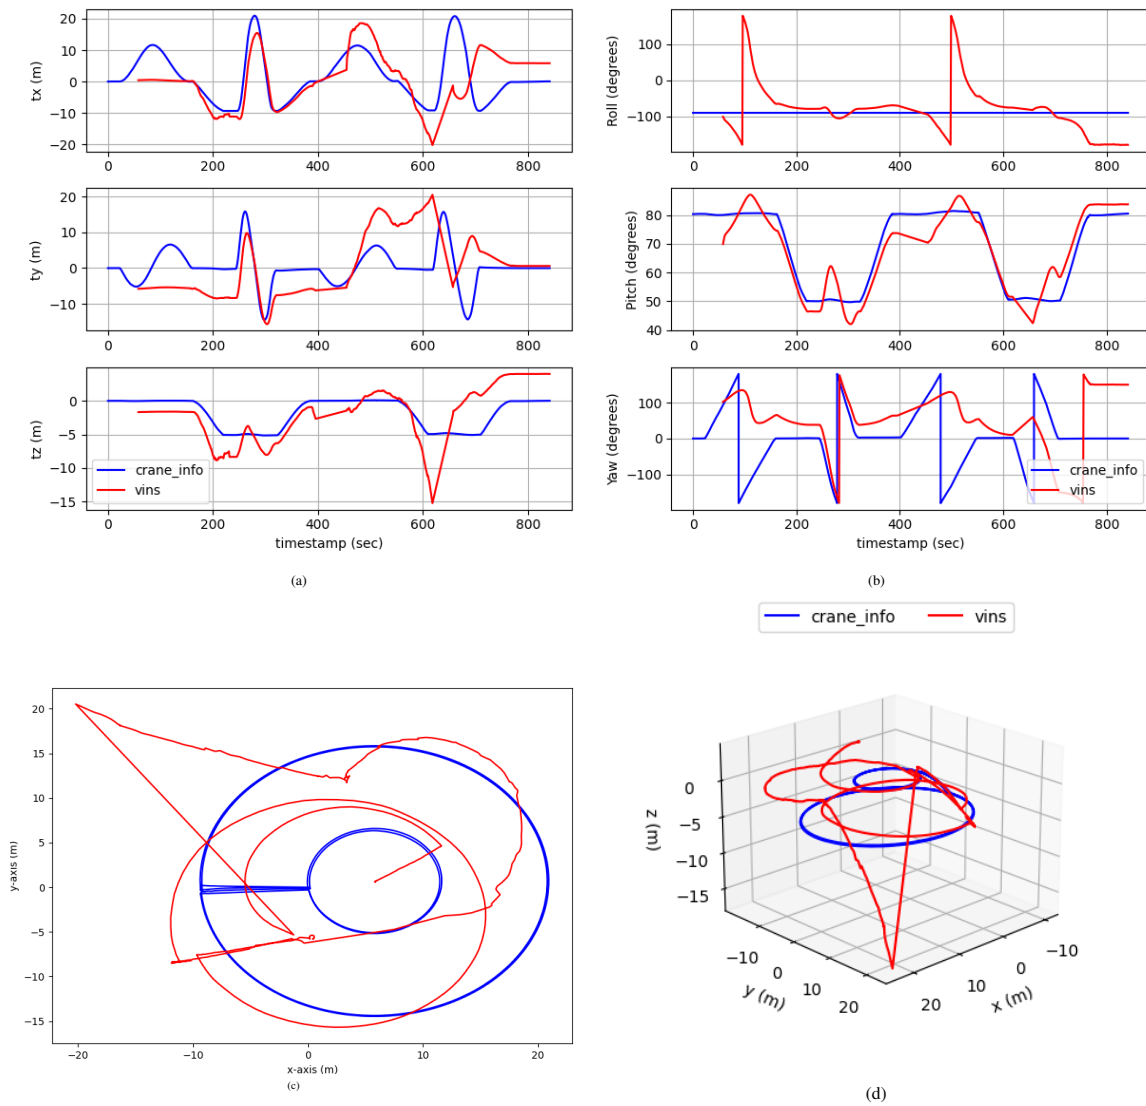 20
10
0
−10
−20
tx (m)
0 200 400 600 800
20
10
0
−10
ty (m)
0 200 400 600 800
0
−5
−10
−15
tz (m)
crane_info
vins
0 200 400 600 800
timestamp (sec)
(a)
100
0
−100
Roll (degrees)
0 200 400 600 800
80
70
60
50
40
Pitch (degrees)
0 200 400 600 800
100
0
−100
Yaw (degrees)
crane_info
vins
0 200 400 600 800
timestamp (sec)
(b)
20
15
10
5
0
−5
−10
−15
y-axis (m)
−20 −10 0 10 20
x-axis (m)
(c)
crane_info vins
0
−5
−10
−15
z (m)
−10
0
10
20
y (m)
20
10
0
−10
x (m)
(d)